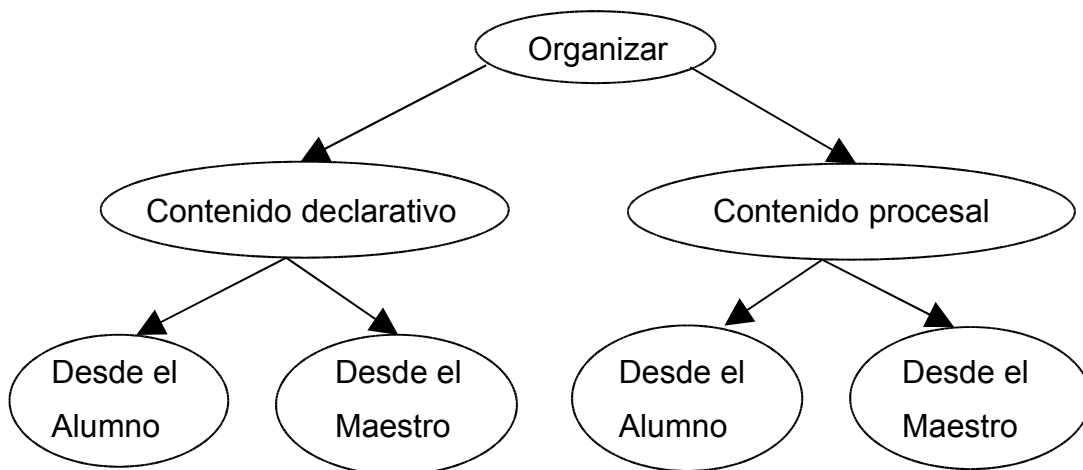 Organizar
Contenido declarativo
Contenido procesal
Desde el
Alumno
Desde el
Maestro
Desde el
Alumno
Desde el
Maestro